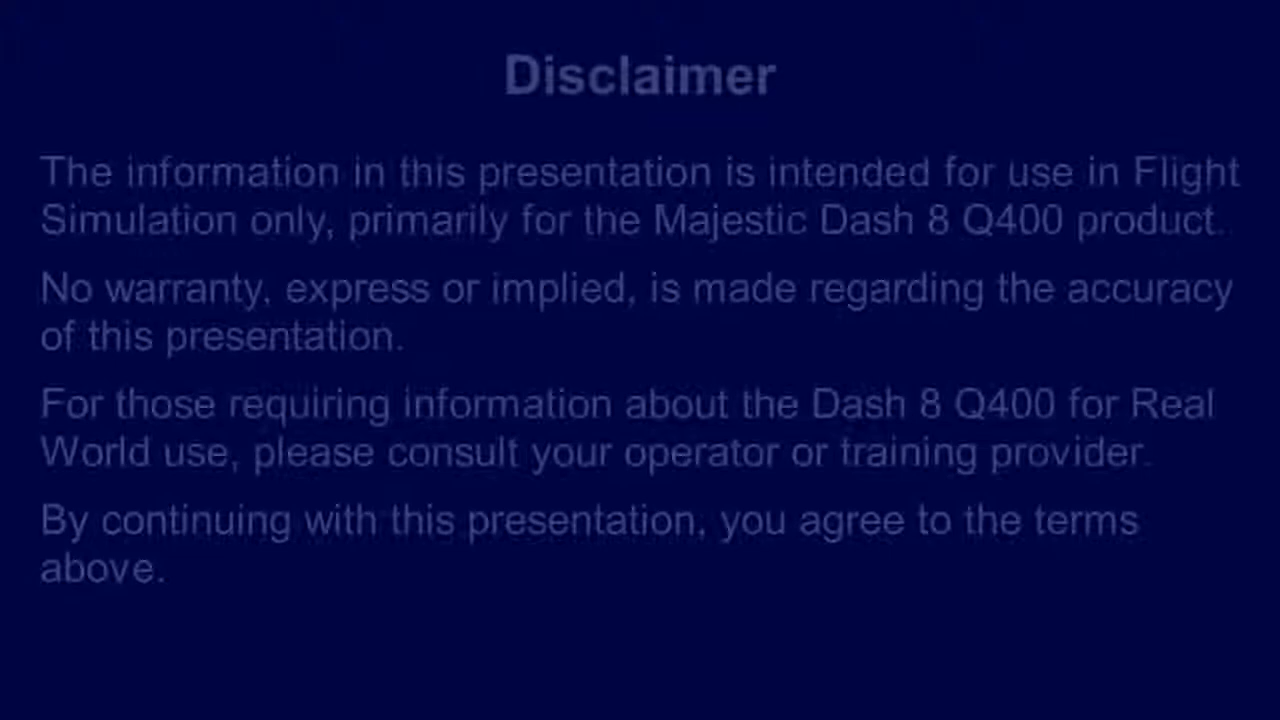 Disclaimer
The information in this presentation is intended for use in Flight
Simulation only, primarily for the Majestic Dash 8 Q400 product.
No warranty, express or implied, is made regarding the accuracy
of this presentation.
For those requiring information about the Dash 8 Q400 for Real
World use, please consult your operator or training provider.
By continuing with this presentation, you agree to the terms
above.